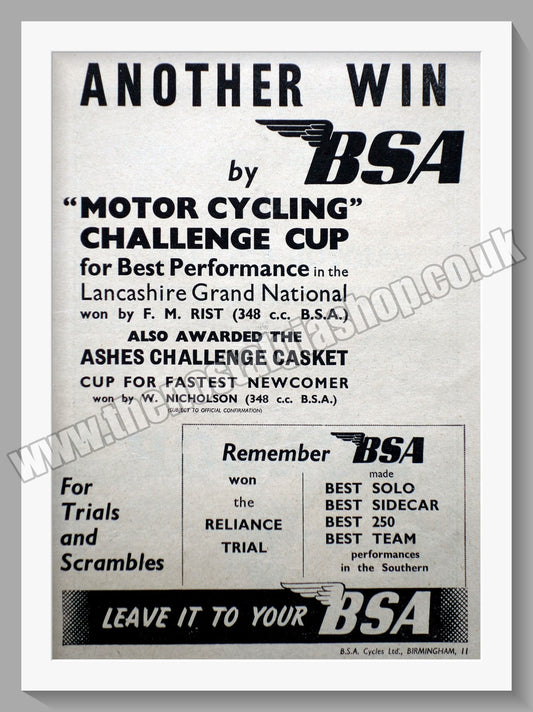 ANOTHER WIN
by BSA
"MOTOR CYCLING"
CHALLENGE CUP
for Best Performance in the
Lancashire Grand National
won by F. M. RIST (348 c.c. B.S.A.)
ALSO AWARDED THE
ASHES CHALLENGE CASKET
CUP FOR FASTEST NEWCOMER
won by W. NICHOLSON (348 c.c. B.S.A.)
(SUBJECT TO OFFICIAL CONFIRMATION)
For
Trials
and
Scrambles
Remember BSA
won
the
RELIANCE
TRIAL
made
BEST SOLO
BEST SIDECAR
BEST 250
BEST TEAM
performances
in the Southern
LEAVE IT TO YOUR BSA
B.S.A. Cycles Ltd., BIRMINGHAM, 11
www.thenostalgiashop.co.uk